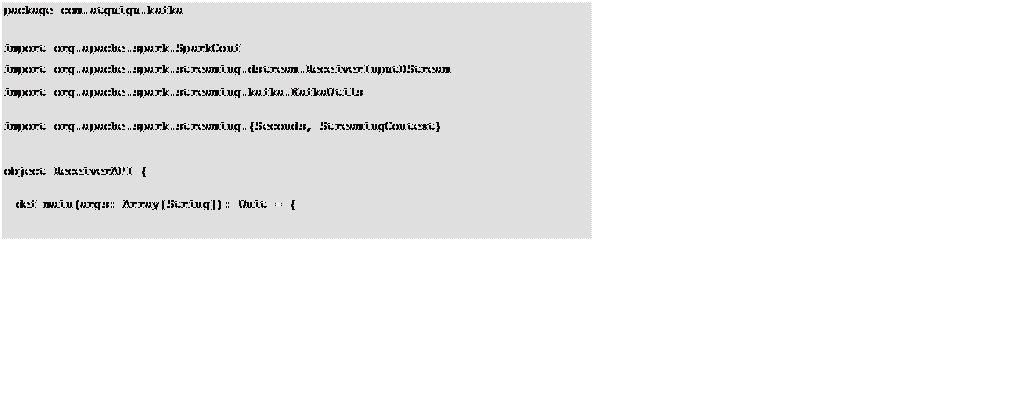 package com.atguigu.kafka
import org.apache.spark.SparkConf
import org.apache.spark.streaming.dstream.ReceiverInputDStream
import org.apache.spark.streaming.kafka.KafkaUtils
import org.apache.spark.streaming.{Seconds, StreamingContext}
object ReceiverAPI {
def main(args: Array[String]): Unit = {